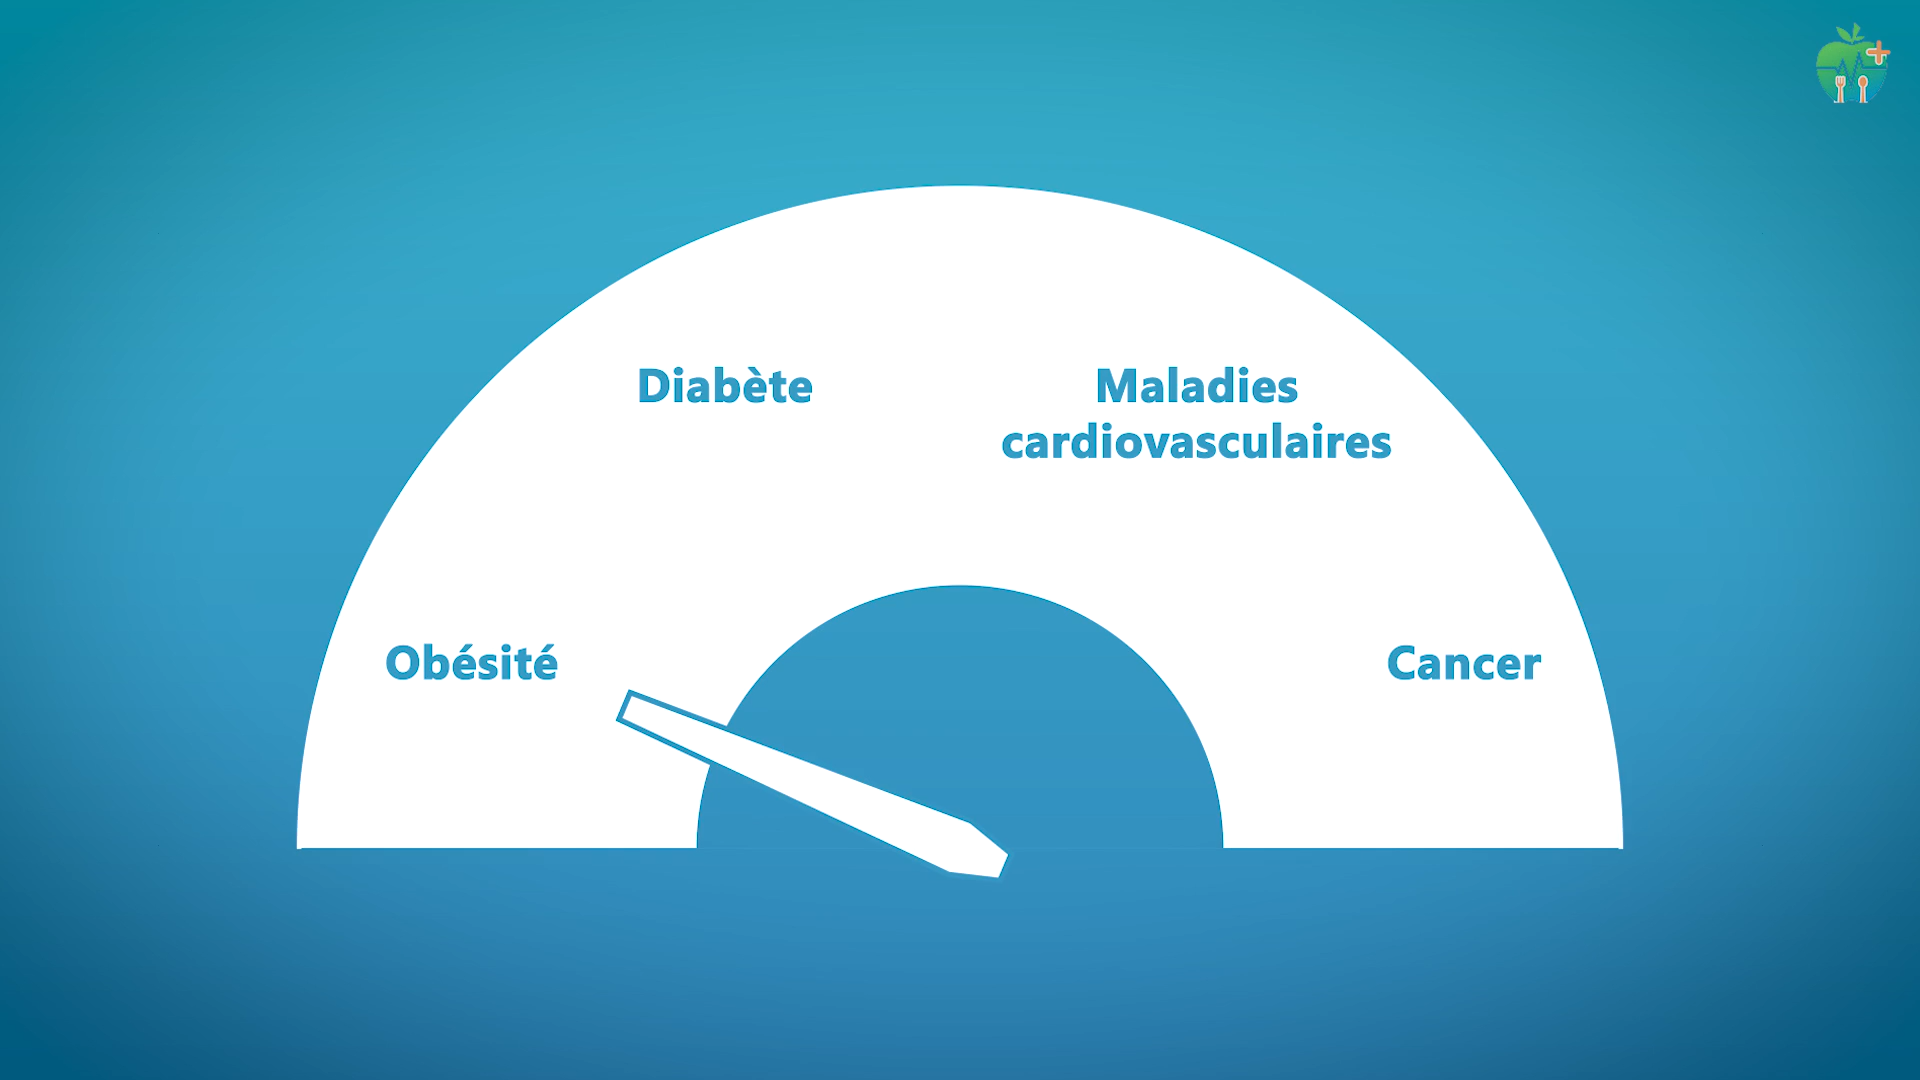 Diabète
Maladies
cardiovasculaires
Obésité
Cancer